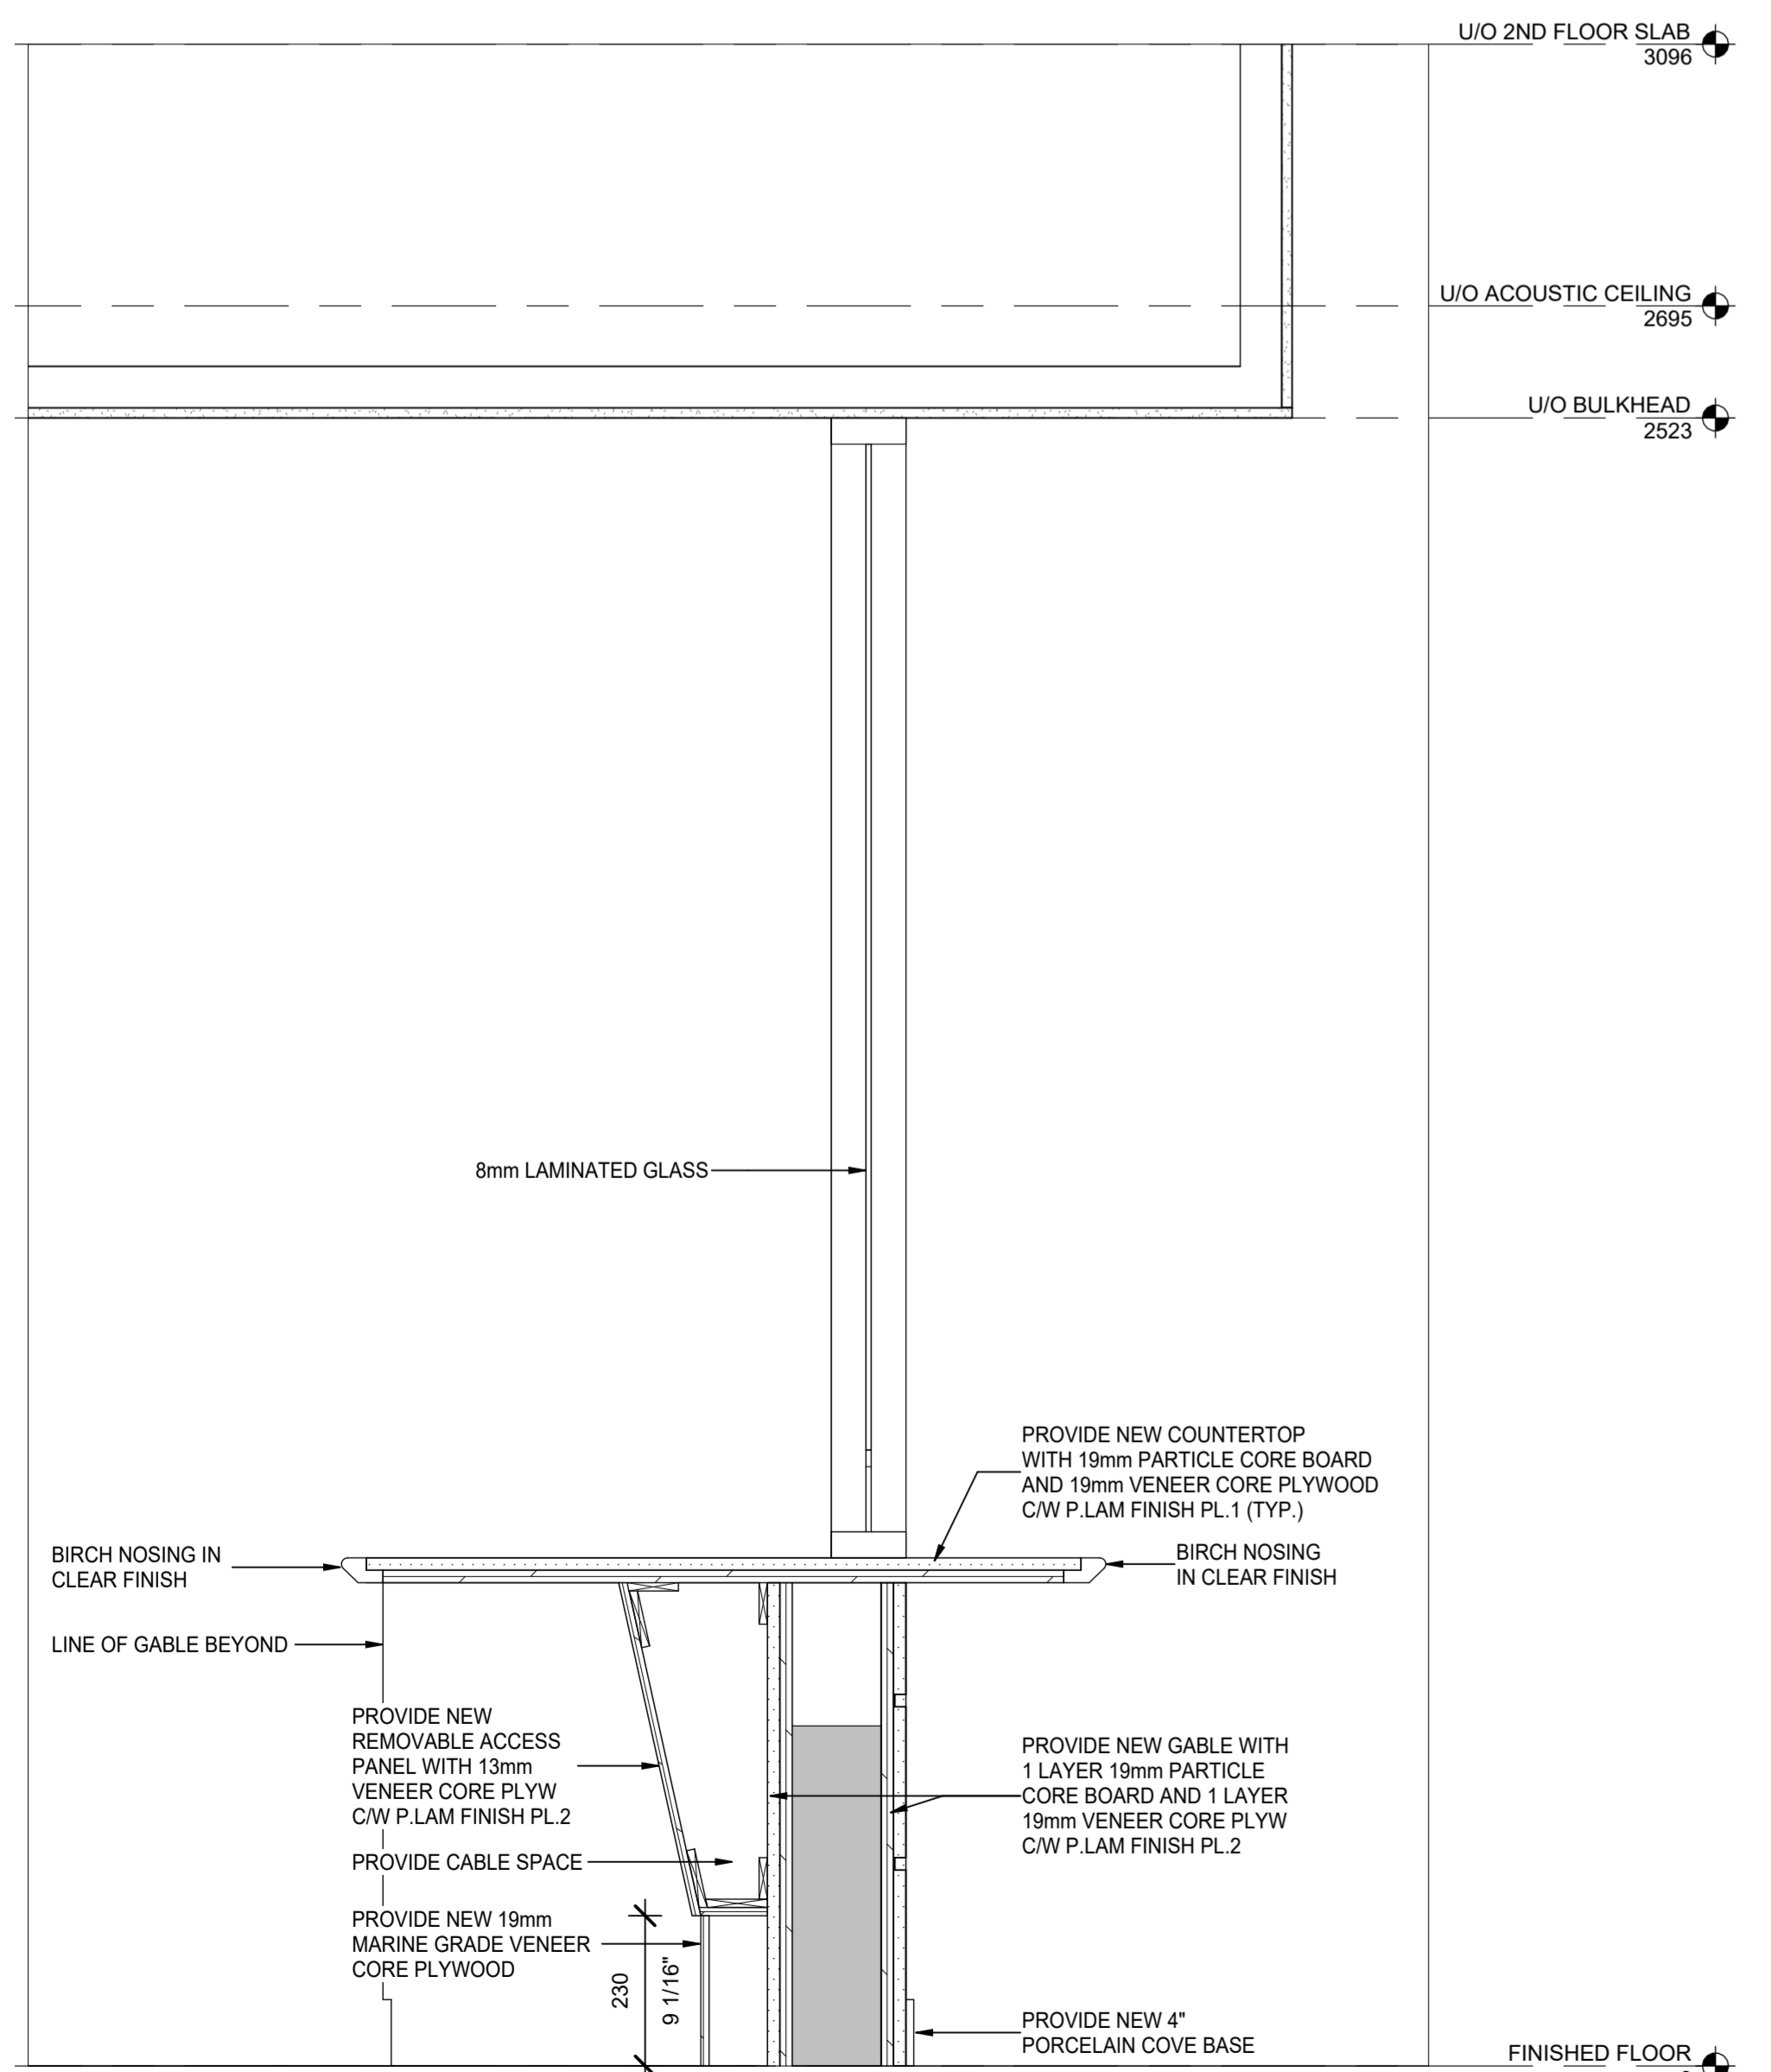 U/O 2ND FLOOR SLAB
3096
U/O ACOUSTIC CEILING
2695
U/O BULKHEAD
2523
8mm LAMINATED GLASS
PROVIDE NEW COUNTERTOP
WITH 19mm PARTICLE CORE BOARD
AND 19mm VENEER CORE PLYWOOD
C/W P.LAM FINISH PL.1 (TYP.)
BIRCH NOSING IN
CLEAR FINISH
BIRCH NOSING
IN CLEAR FINISH
LINE OF GABLE BEYOND
PROVIDE NEW
REMOVABLE ACCESS
PANEL WITH 13mm
VENEER CORE PLYW
C/W P.LAM FINISH PL.2
PROVIDE NEW GABLE WITH
1 LAYER 19mm PARTICLE
CORE BOARD AND 1 LAYER
19mm VENEER CORE PLYW
C/W P.LAM FINISH PL.2
PROVIDE CABLE SPACE
PROVIDE NEW 19mm
MARINE GRADE VENEER
CORE PLYWOOD
230
9 1/16"
PROVIDE NEW 4"
PORCELAIN COVE BASE
FINISHED FLOOR